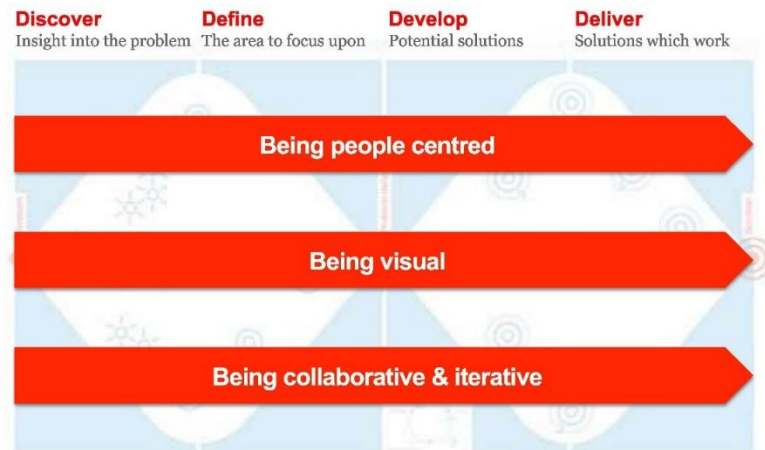 Discover
Insight into the problem
Define
The area to focus upon
Develop
Potential solutions
Deliver
Solutions which work
Being people centred
Being visual
Being collaborative & iterative